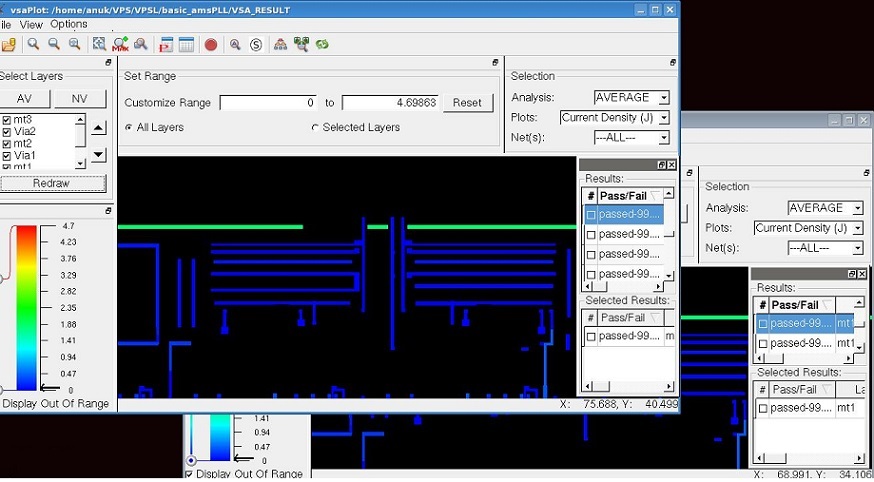 vsaPlot: /home/anuk/VPS/VPSL/basic_amsPLL/VSA_RESULT
ile View Options
Select Layers
AV NV
mt3
Via2
mt2
Via1
mt1
Redraw
Set Range
Customize Range 0 to 4.69863 Reset
All Layers Selected Layers
Selection
Analysis: AVERAGE
Plots: Current Density (J)
Net(s): ---ALL---
4.7
4.23
3.76
3.29
2.82
2.35
1.88
1.41
0.94
0.47
0
Display Out Of Range
Results:
# Pass/Fail
passed-99....
passed-99....
passed-99....
passed-99....
Selected Results:
# Pass/Fail
passed-99.... m
X: 75.688, Y: 40.499
Selection
Analysis: AVERAGE
Plots: Current Density (J)
Net(s): ---ALL---
Results:
# Pass/Fail
passed-99.... mt1
passed-99.... mt1
Selected Results:
# Pass/Fail La
passed-99.... mt1
1.41
0.94
0.47
0
Display Out Of Range
X: 68.991, Y: 34.106